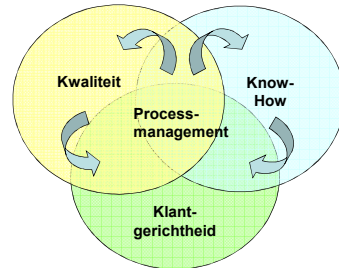 Kwaliteit
Know-
How
Process-
management
Klant-
gerichtheid